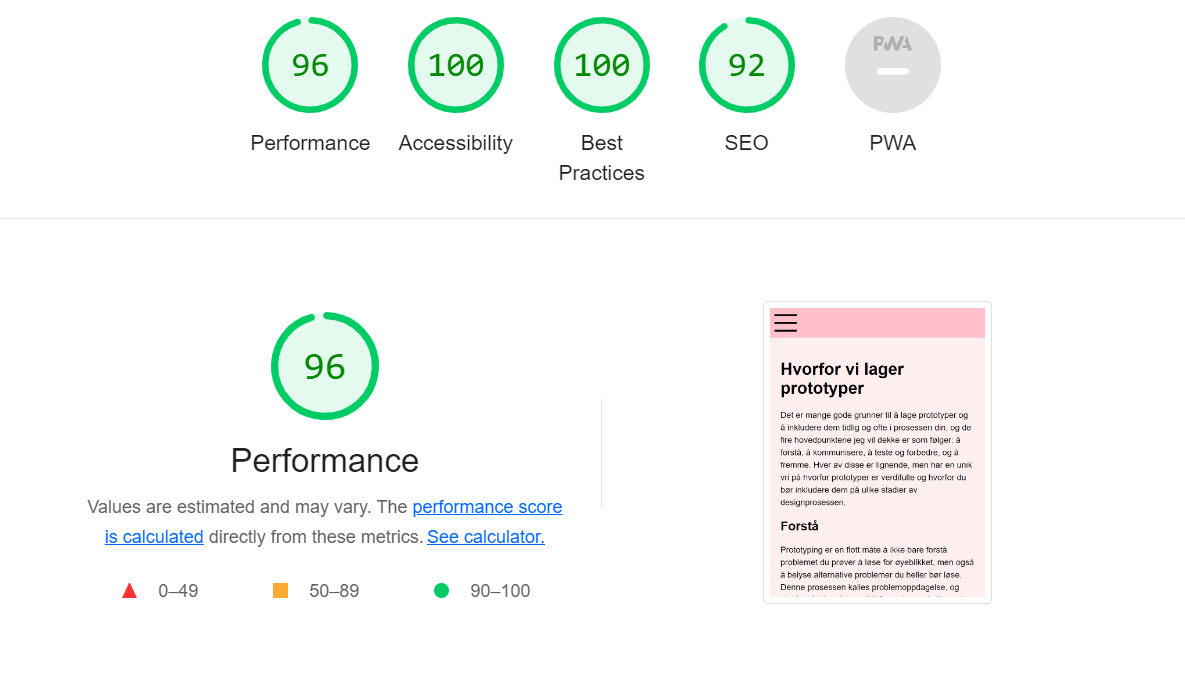 96
100
100
92
PWA
Performance
Accessibility
Best
Practices
SEO
PWA
96
Performance
Values are estimated and may vary. The performance score
is calculated directly from these metrics. See calculator.
0–49
50–89
90–100
Hvorfor vi lager
prototyper
Det er mange gode grunner til å lage prototyper og
å inkludere dem tidlig og ofte i prosessen din, og de
fire hovedpunktene jeg vil dekke er som følger: å
forstå, å kommunisere, å teste og forbedre, og å
fremme. Hver av disse er lignende, men har en unik
vri på hvorfor prototyper er verdifulle og hvorfor du
bør inkludere dem på ulike stadier av
designprosessen.
Forstå
Prototyping er en flott måte å ikke bare forstå
problemet du prøver å løse for øyeblikket, men også
å belyse alternative problemer du heller bør løse.
Denne prosessen kalles problemoppdagelse, og